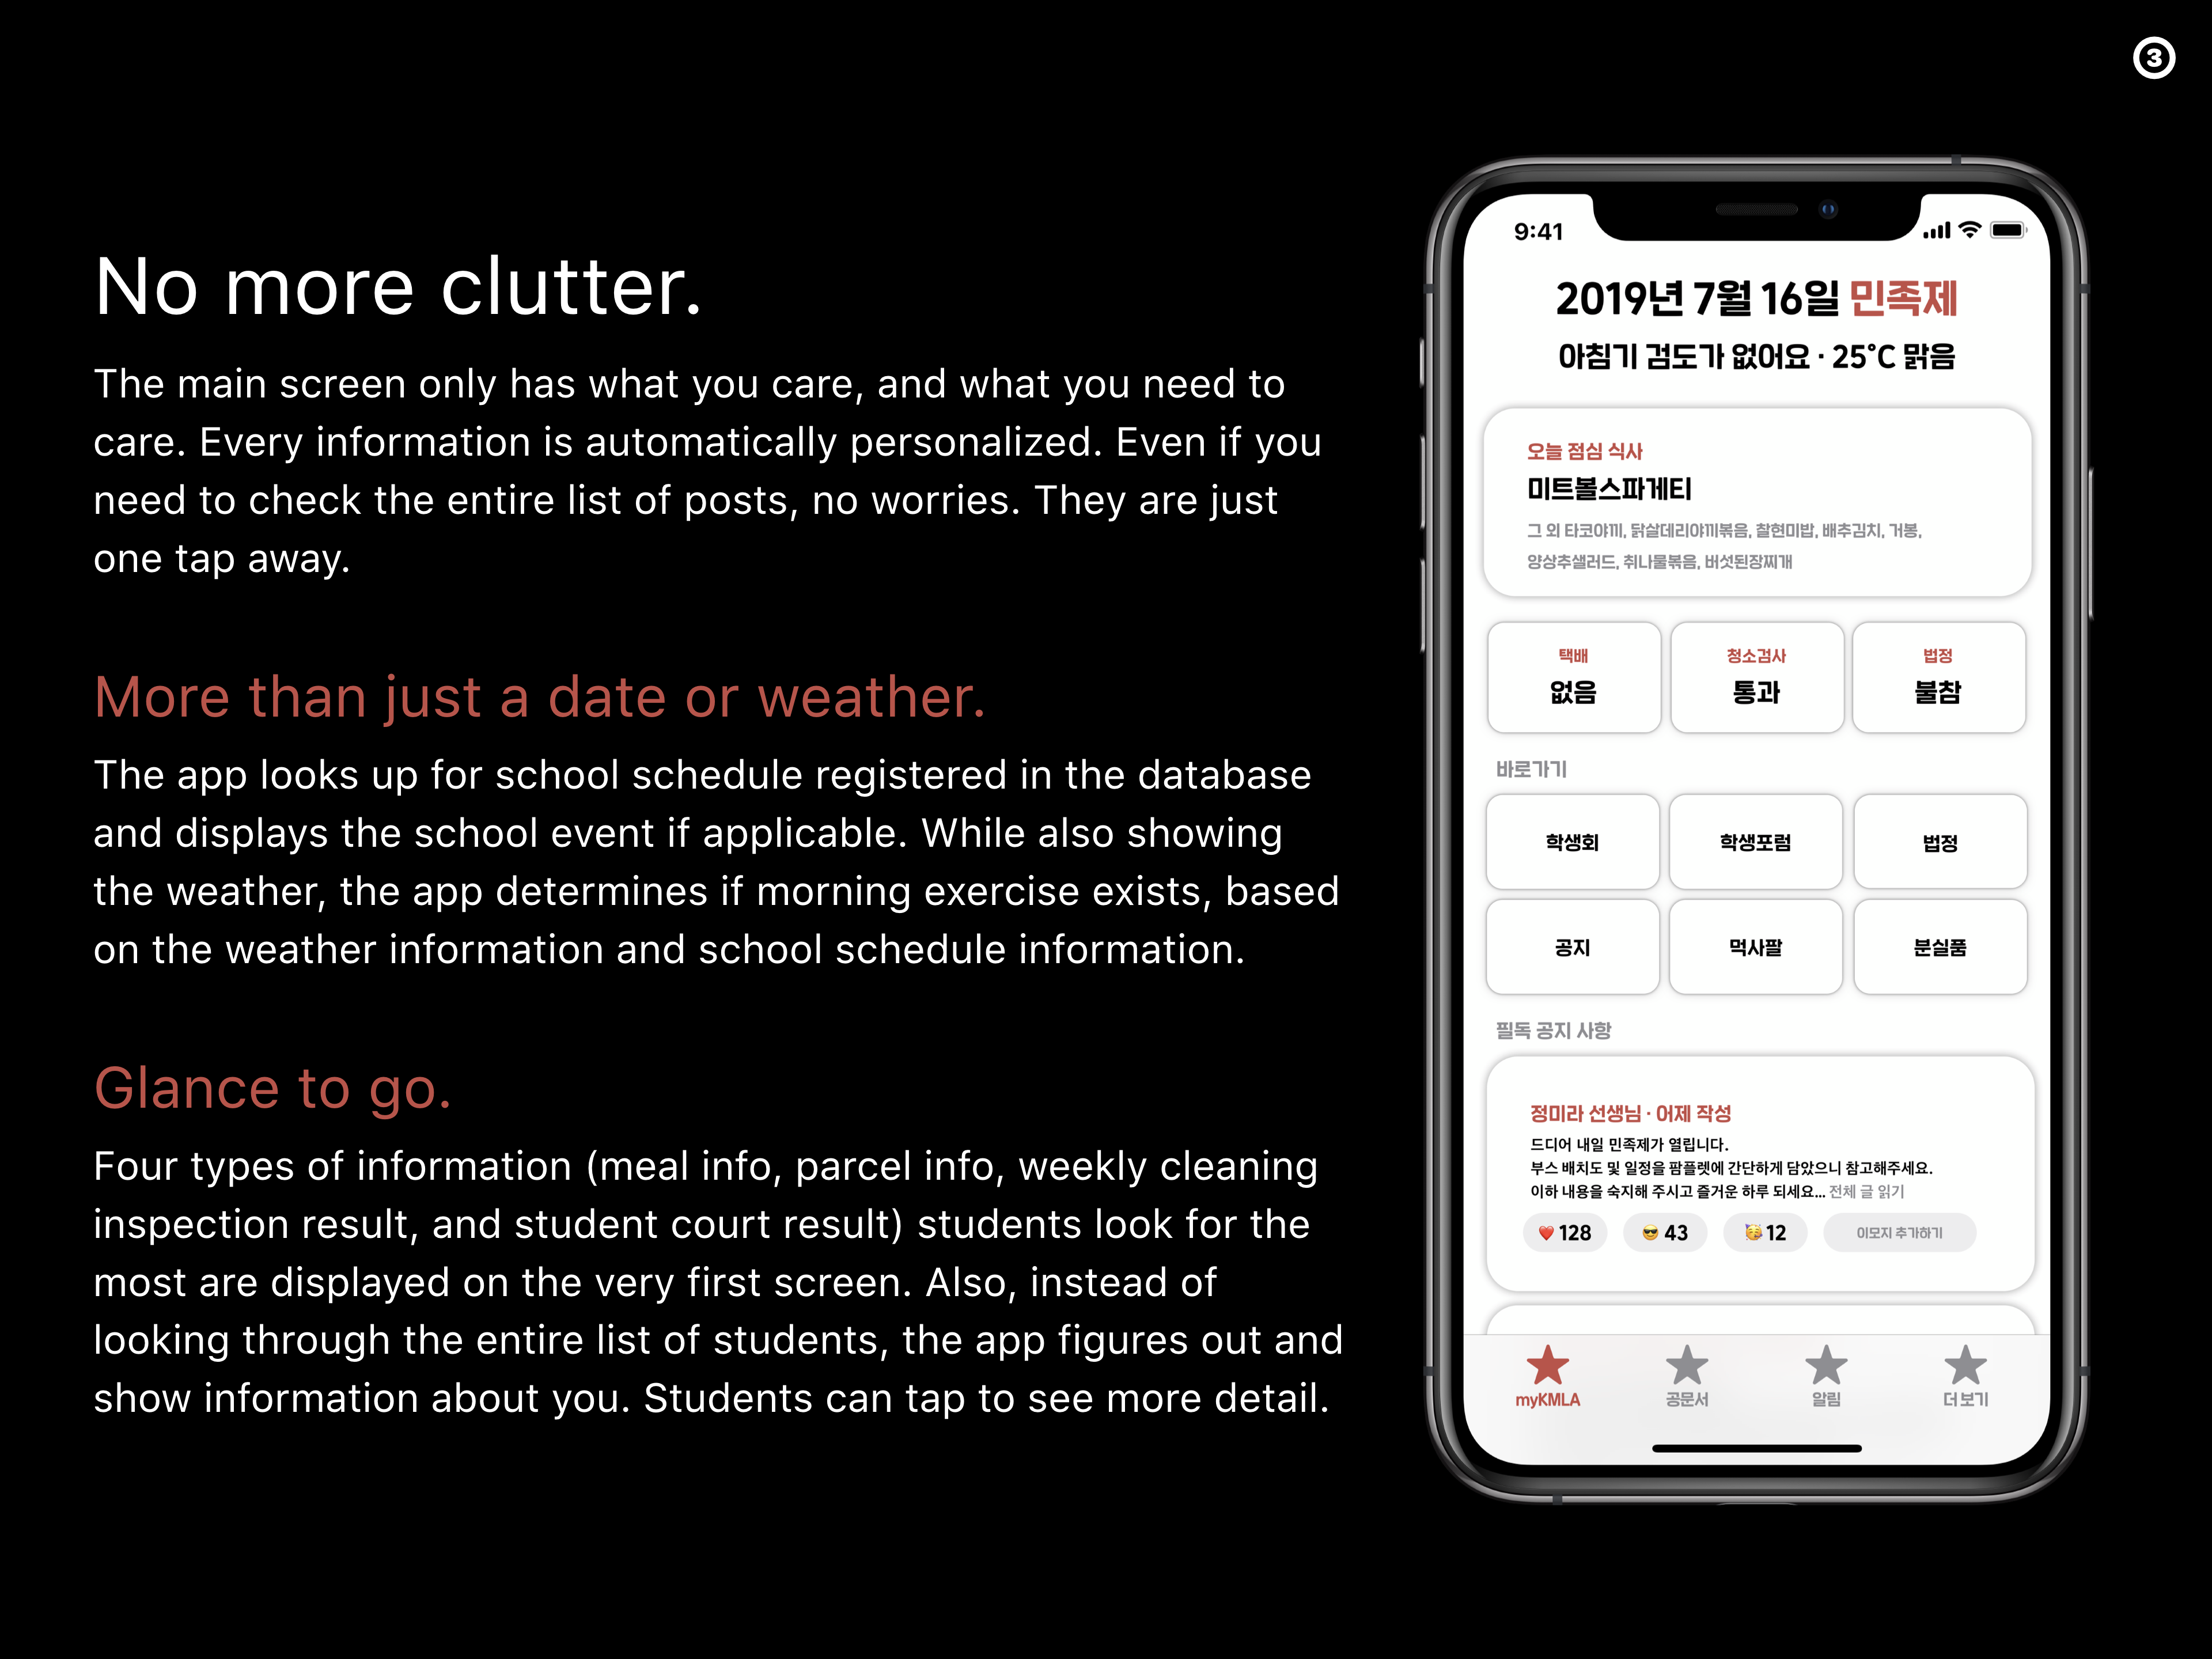 3
No more clutter.
The main screen only has what you care, and what you need to
care. Every information is automatically personalized. Even if you
need to check the entire list of posts, no worries. They are just
one tap away.
More than just a date or weather.
The app looks up for school schedule registered in the database
and displays the school event if applicable. While also showing
the weather, the app determines if morning exercise exists, based
on the weather information and school schedule information.
Glance to go.
Four types of information (meal info, parcel info, weekly cleaning
inspection result, and student court result) students look for the
most are displayed on the very first screen. Also, instead of
looking through the entire list of students, the app figures out and
show information about you. Students can tap to see more detail.
9:41
2019년 7월 16일 민족제
아침기 검도가 없어요 · 25°C 맑음
오늘 점심 식사
미트볼스파게티
그 외 타코야끼, 닭살데리야끼볶음, 찰현미밥, 배추김치, 거봉,
양상추샐러드, 취나물볶음, 버섯된장찌개
택배 청소검사 법정
없음 통과 불참
바로가기
학생회 학생포럼 법정
공지 먹사팔 분실품
필독 공지 사항
정미라 선생님 · 어제 작성
드디어 내일 민족제가 열립니다.
부스 배치도 및 일정을 팜플렛에 간단하게 담았으니 참고해주세요.
이하 내용을 숙지해 주시고 즐거운 하루 되세요... 전체 글 읽기
❤️ 128 😎 43 🥳 12 이모지 추가하기
myKMLA 공문서 알림 더 보기